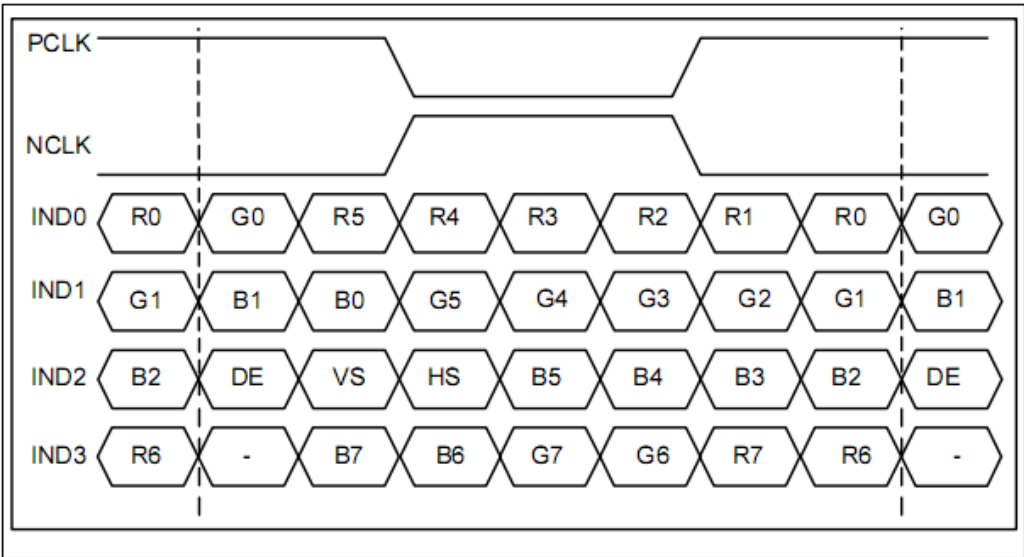 PCLK
NCLK
IND0 R0 G0 R5 R4 R3 R2 R1 R0 G0
IND1 G1 B1 B0 G5 G4 G3 G2 G1 B1
IND2 B2 DE VS HS B5 B4 B3 B2 DE
IND3 R6 - B7 B6 G7 G6 R7 R6 -